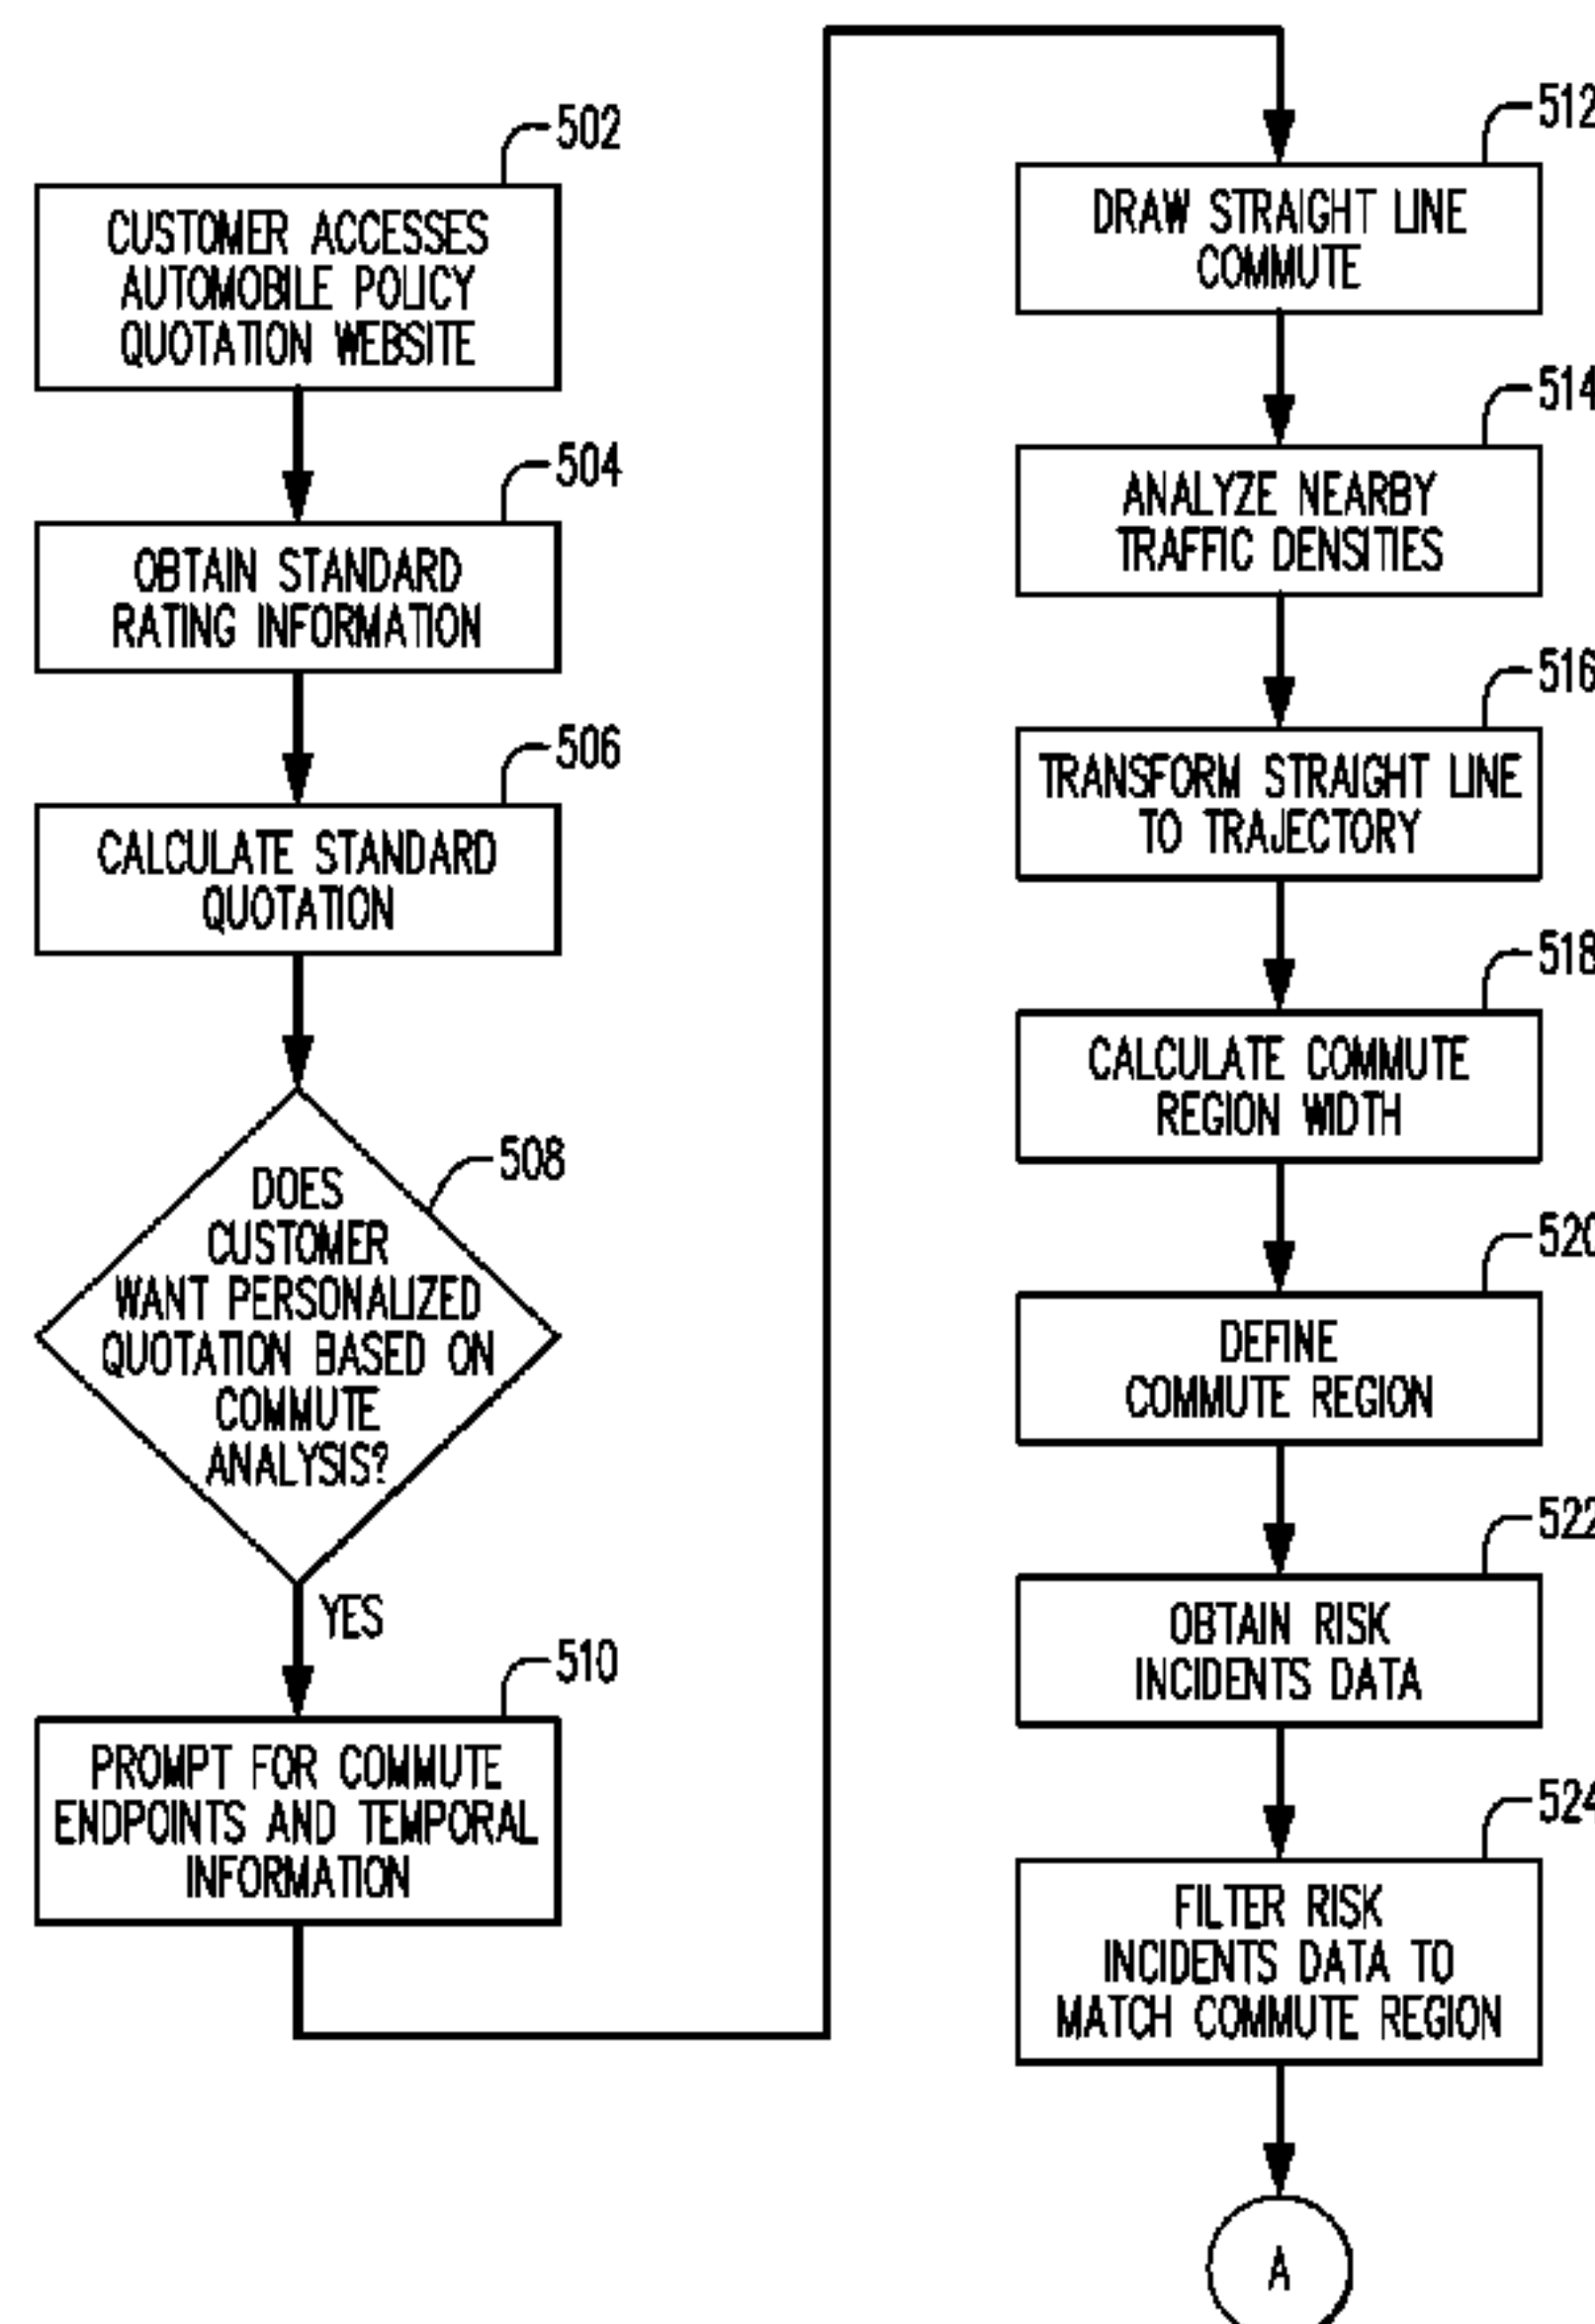 502
CUSTOMER ACCESSES
AUTOMOBILE POLICY
QUOTATION WEBSITE
504
OBTAIN STANDARD
RATING INFORMATION
506
CALCULATE STANDARD
QUOTATION
508
DOES
CUSTOMER
WANT PERSONALIZED
QUOTATION BASED ON
COMMUTE
ANALYSIS?
YES
510
PROMPT FOR COMMUTE
ENDPOINTS AND TEMPORAL
INFORMATION
512
DRAW STRAIGHT LINE
COMMUTE
514
ANALYZE NEARBY
TRAFFIC DENSITIES
516
TRANSFORM STRAIGHT LINE
TO TRAJECTORY
518
CALCULATE COMMUTE
REGION WIDTH
520
DEFINE
COMMUTE REGION
522
OBTAIN RISK
INCIDENTS DATA
524
FILTER RISK
INCIDENTS DATA TO
MATCH COMMUTE REGION
A